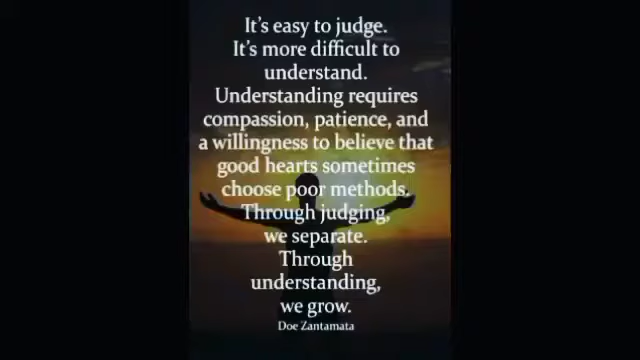 It's easy to judge.
It's more difficult to
understand.
Understanding requires
compassion, patience, and
a willingness to believe that
good hearts sometimes
choose poor methods.
Through judging,
we separate.
Through
understanding,
we grow.
Doe Zantamata